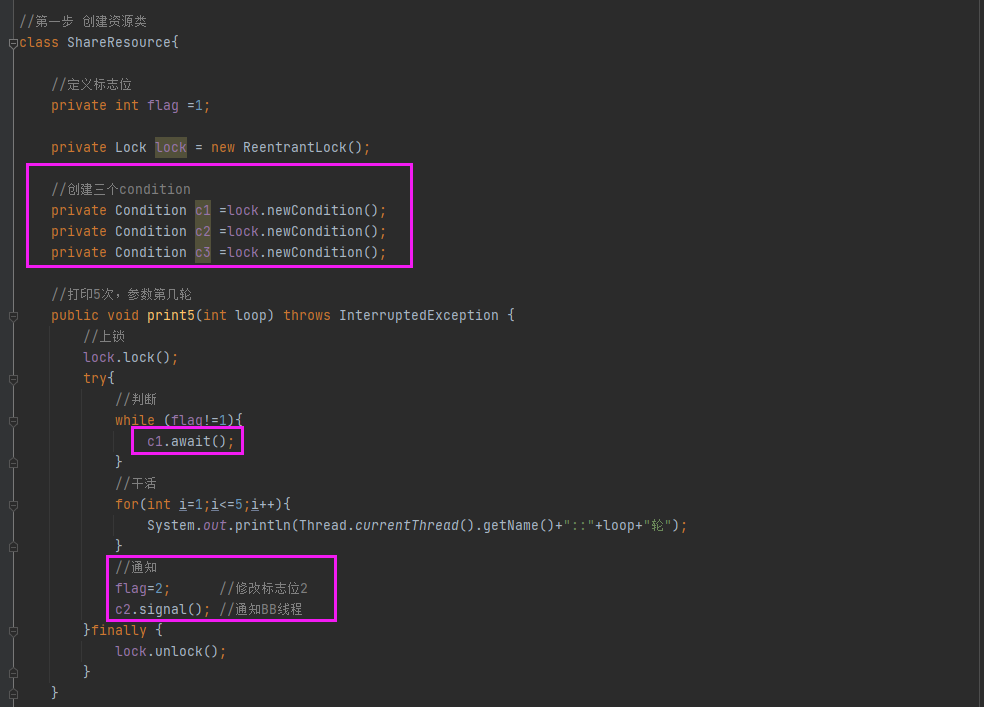 //第一步 创建资源类
class ShareResource{
//定义标志位
private int flag =1;
private Lock lock = new ReentrantLock();
//创建三个condition
private Condition c1 =lock.newCondition();
private Condition c2 =lock.newCondition();
private Condition c3 =lock.newCondition();
//打印5次，参数第几轮
public void print5(int loop) throws InterruptedException {
//上锁
lock.lock();
try{
//判断
while (flag!=1){
c1.await();
}
//干活
for(int i=1;i<=5;i++){
System.out.println(Thread.currentThread().getName()+"::"+loop+"轮");
}
//通知
flag=2; //修改标志位2
c2.signal(); //通知BB线程
}finally {
lock.unlock();
}
}